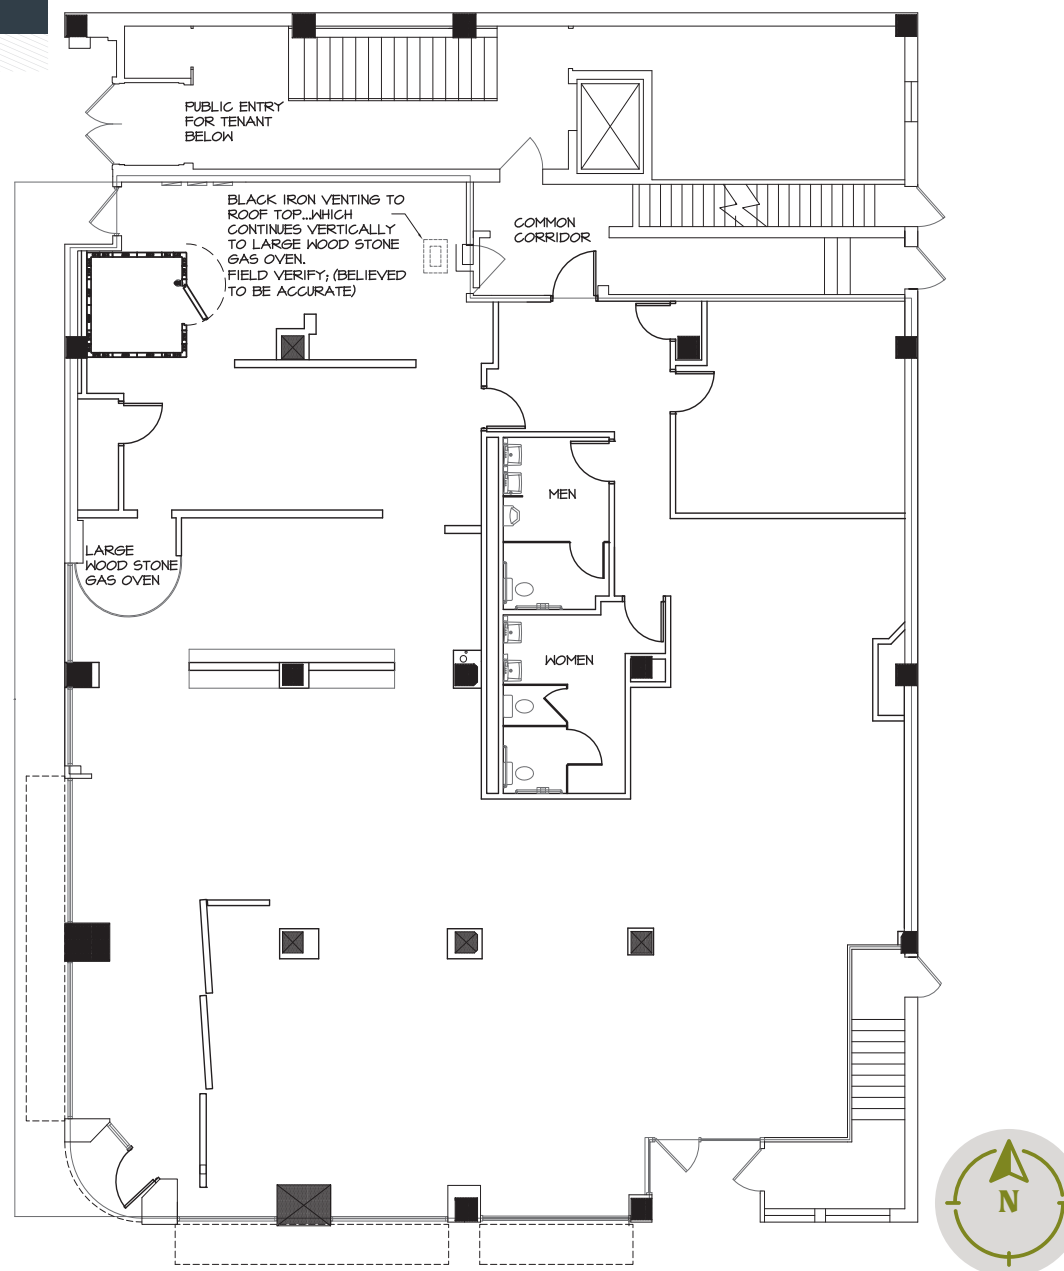 PUBLIC ENTRY
FOR TENANT
BELOW
BLACK IRON VENTING TO
ROOF TOP...WHICH
CONTINUES VERTICALLY
TO LARGE WOOD STONE
GAS OVEN.
FIELD VERIFY; (BELIEVED
TO BE ACCURATE)
COMMON
CORRIDOR
MEN
LARGE
WOOD STONE
GAS OVEN
WOMEN
N